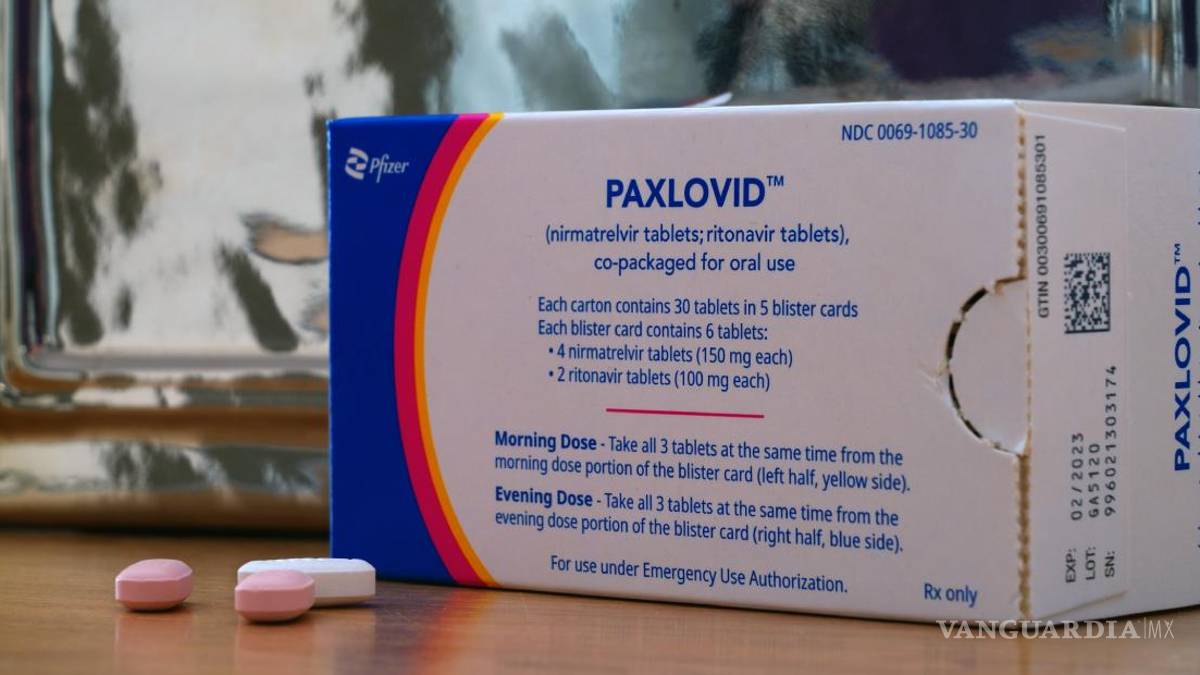 Pfizer
NDC 0069-1085-30
PAXLOVID™
(nirmatrelvir tablets; ritonavir tablets),
co-packaged for oral use
Each carton contains 30 tablets in 5 blister cards
Each blister card contains 6 tablets:
• 4 nirmatrelvir tablets (150 mg each)
• 2 ritonavir tablets (100 mg each)
Morning Dose - Take all 3 tablets at the same time from the
morning dose portion of the blister card (left half, yellow side).
Evening Dose - Take all 3 tablets at the same time from the
evening dose portion of the blister card (right half, blue side).
For use under Emergency Use Authorization.
Rx only
GTIN 00300691085301
EXP: 02/2023
LOT: GA5120
SN: 996021303174
PAXLOVID™
VANGUARDIA|MX